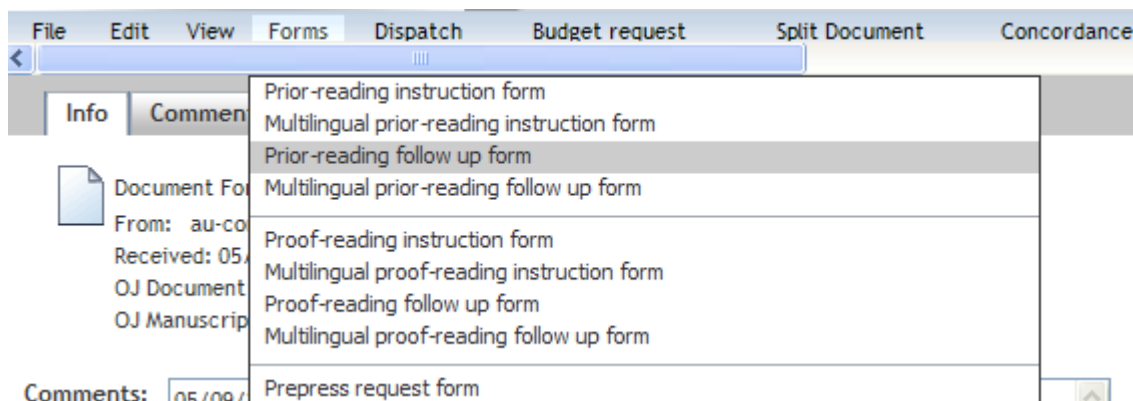 File Edit View Forms Dispatch Budget request Split Document Concordance
Info Commen
Prior-reading instruction form
Multilingual prior-reading instruction form
Prior-reading follow up form
Multilingual prior-reading follow up form
Proof-reading instruction form
Multilingual proof-reading instruction form
Proof-reading follow up form
Multilingual proof-reading follow up form
Prepress request form
Document Fo
From: au-co
Received: 05/
OJ Document
OJ Manuscrip
Comments: 05/09/